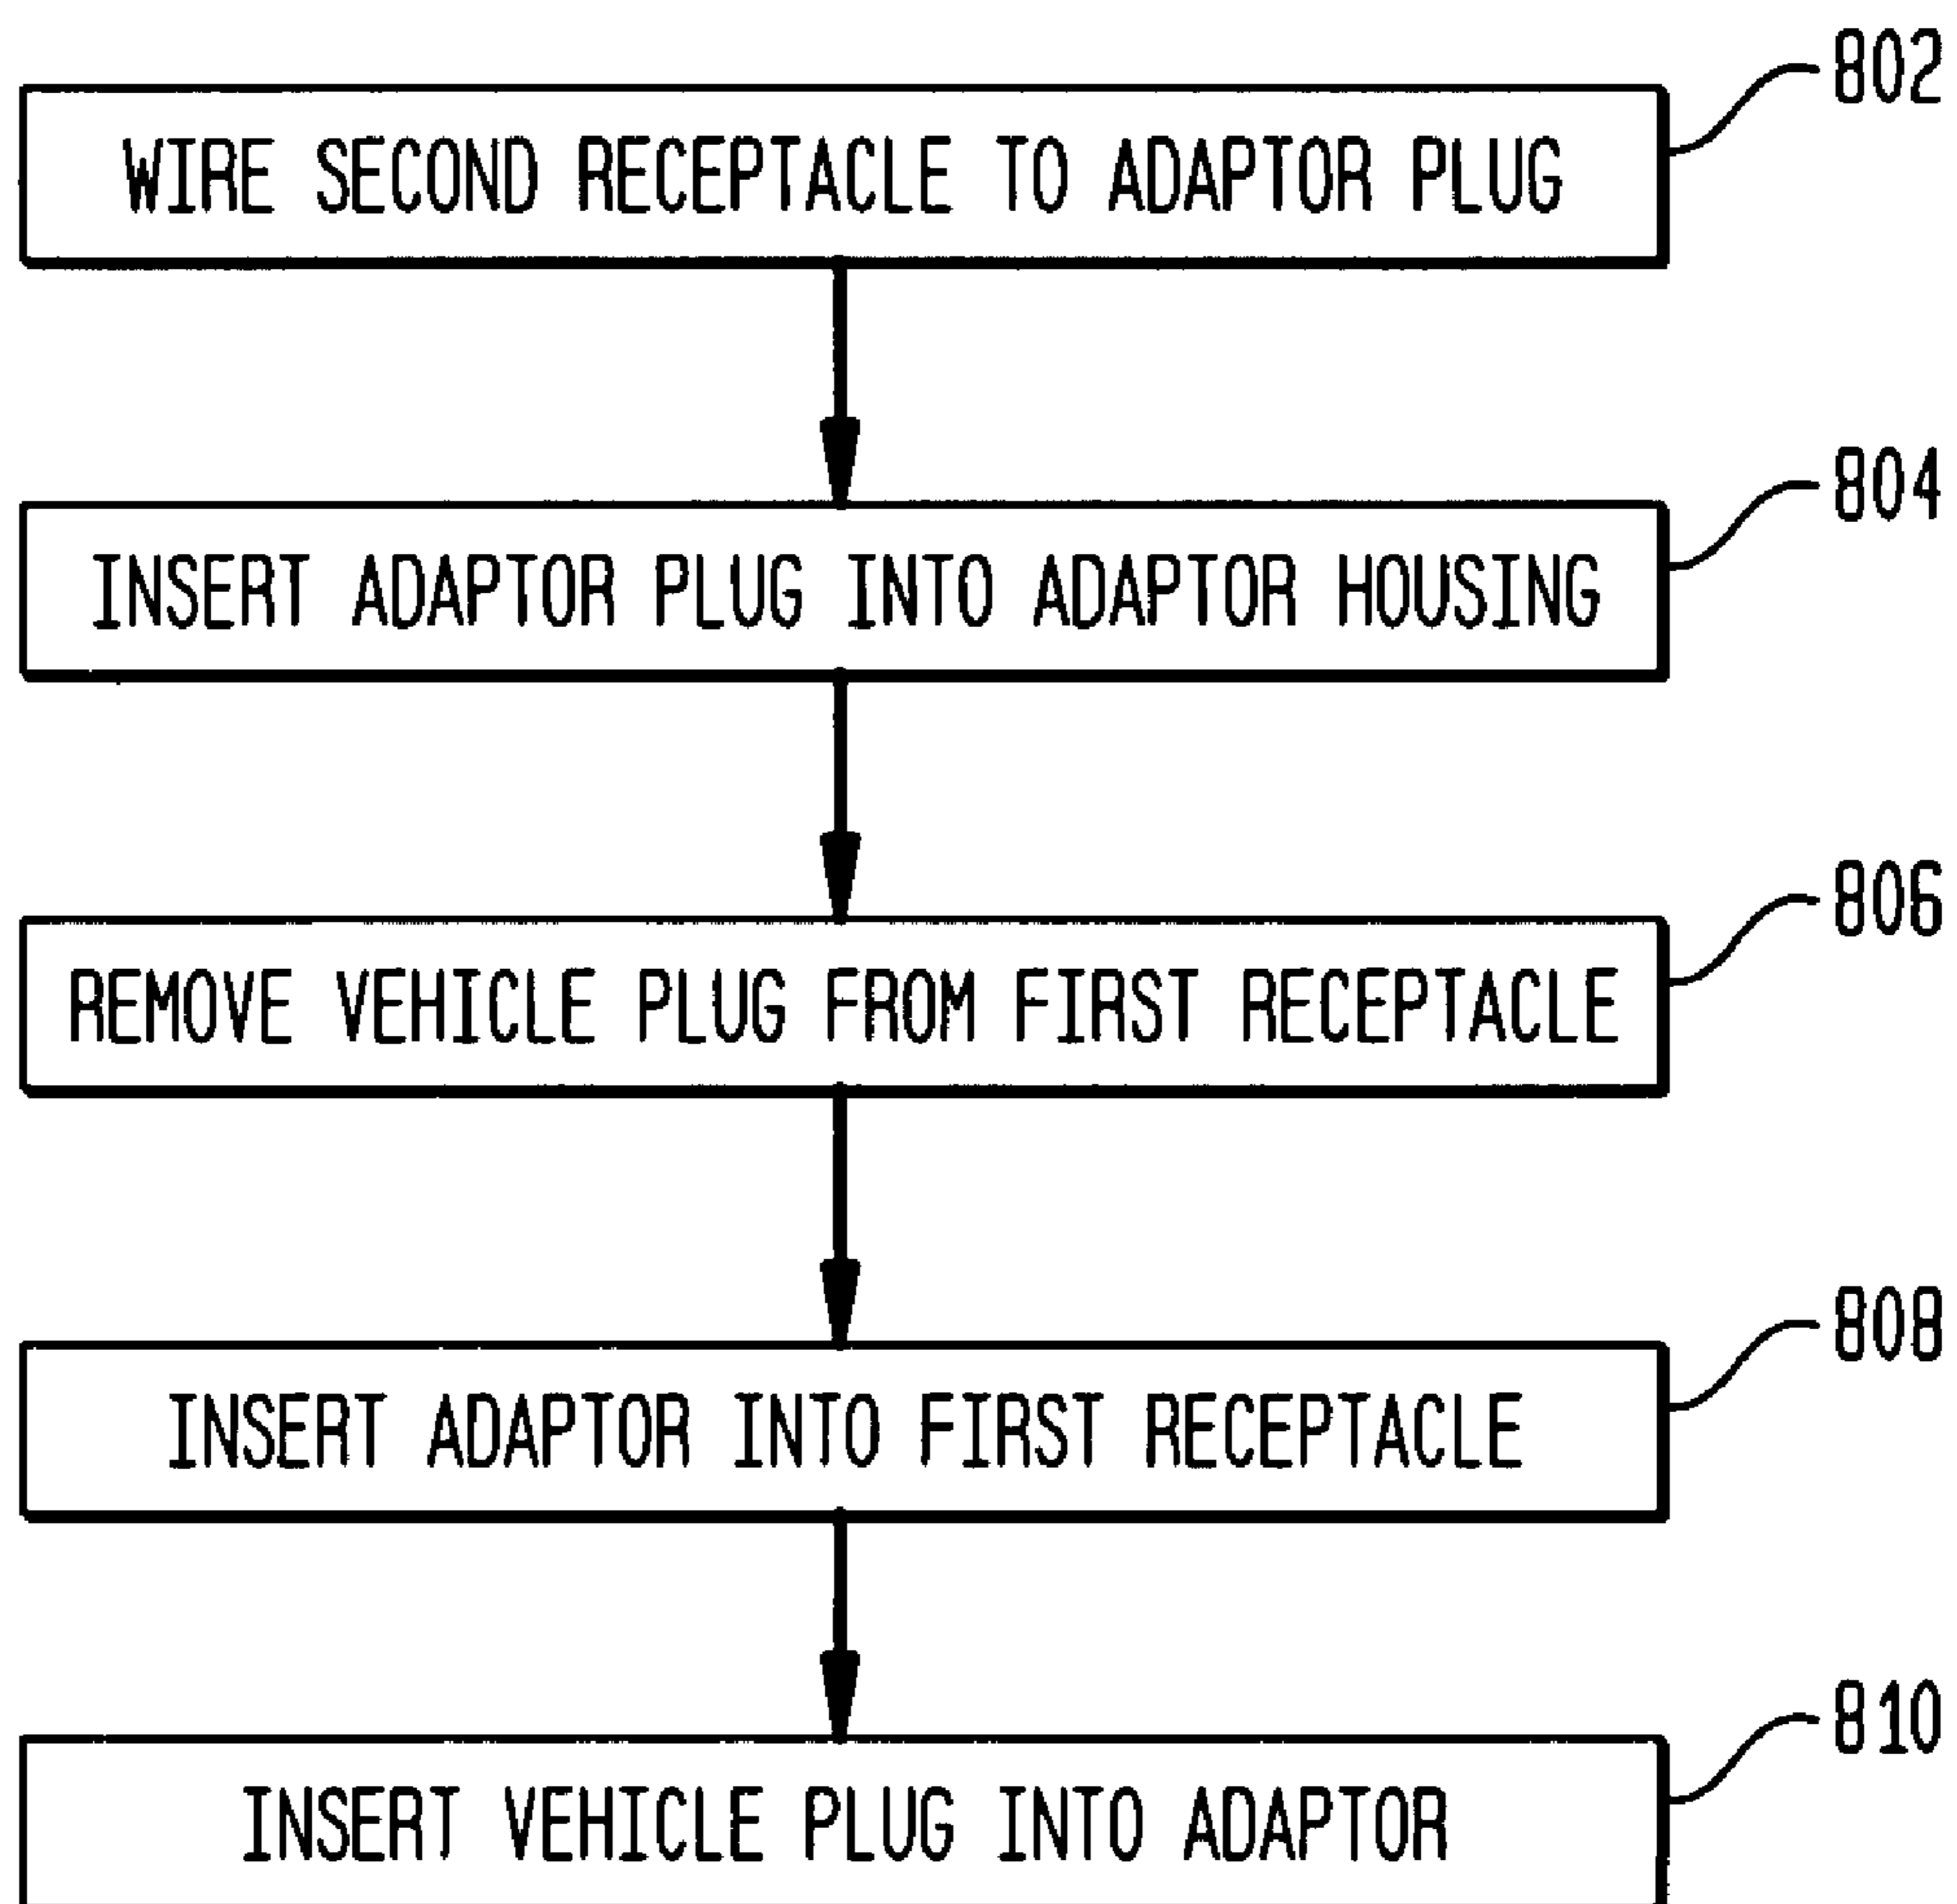 802
WIRE SECOND RECEPTACLE TO ADAPTOR PLUG
804
INSERT ADAPTOR PLUG INTO ADAPTOR HOUSING
806
REMOVE VEHICLE PLUG FROM FIRST RECEPTACLE
808
INSERT ADAPTOR INTO FIRST RECEPTACLE
810
INSERT VEHICLE PLUG INTO ADAPTOR